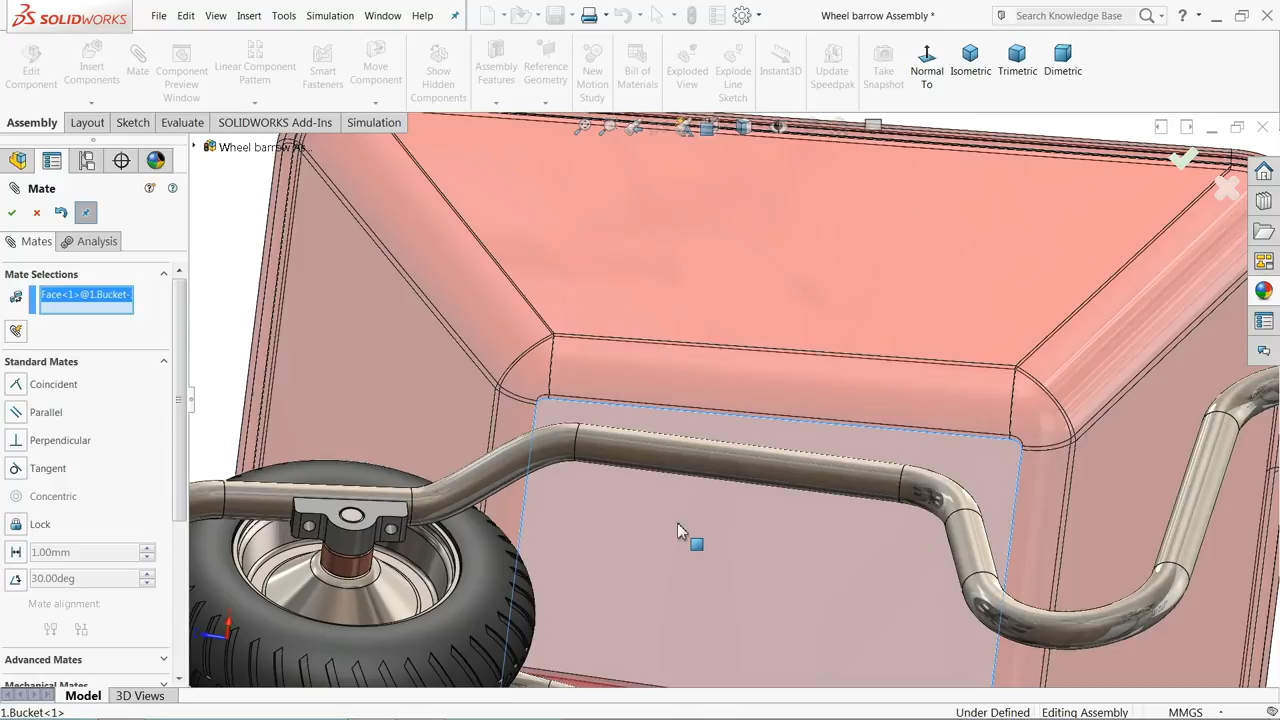 SOLIDWORKS File Edit View Insert Tools Simulation Window Help Wheel barrow Assembly * Search Knowledge Base ?
Edit Component
Insert Components
Mate
Component Preview Window
Linear Component Pattern
Smart Fasteners
Move Component
Show Hidden Components
Assembly Features
Reference Geometry
New Motion Study
Bill of Materials
Exploded View
Explode Line Sketch
Instant3D
Update Speedpak
Take Snapshot
Normal To
Isometric
Trimetric
Dimetric
Assembly Layout Sketch Evaluate SOLIDWORKS Add-Ins Simulation
Wheel barrow
Mate
Mates Analysis
Mate Selections
Face<1>@1.Bucket-
Standard Mates
Coincident
Parallel
Perpendicular
Tangent
Concentric
Lock
1.00mm
30.00deg
Mate alignment:
Advanced Mates
Mechanical Mates
Model 3D Views
1.Bucket<1> Under Defined Editing Assembly MMGS